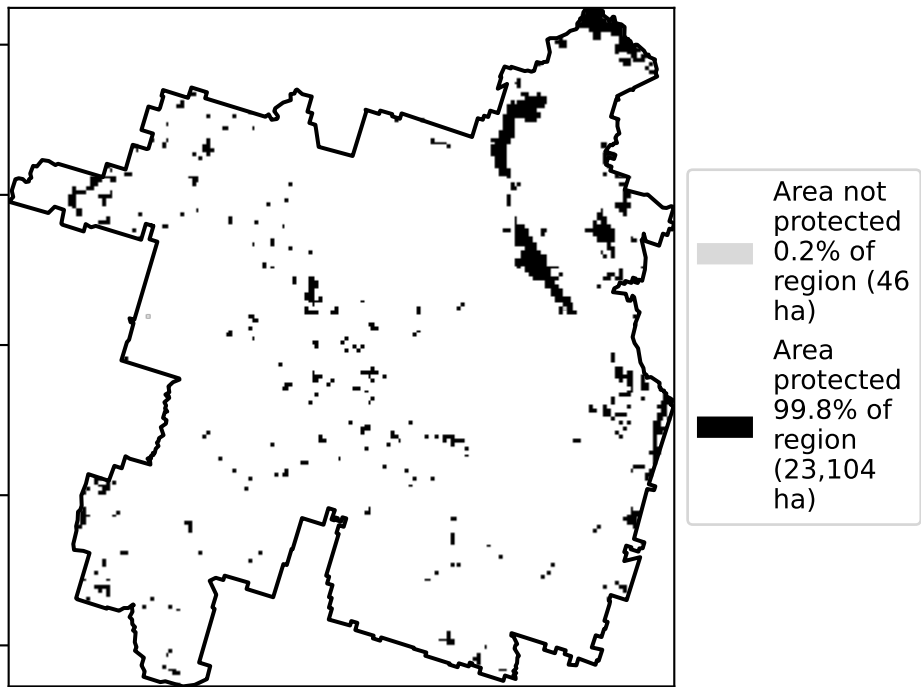 Area not
protected
0.2% of
region (46
ha)
Area
protected
99.8% of
region
(23,104
ha)